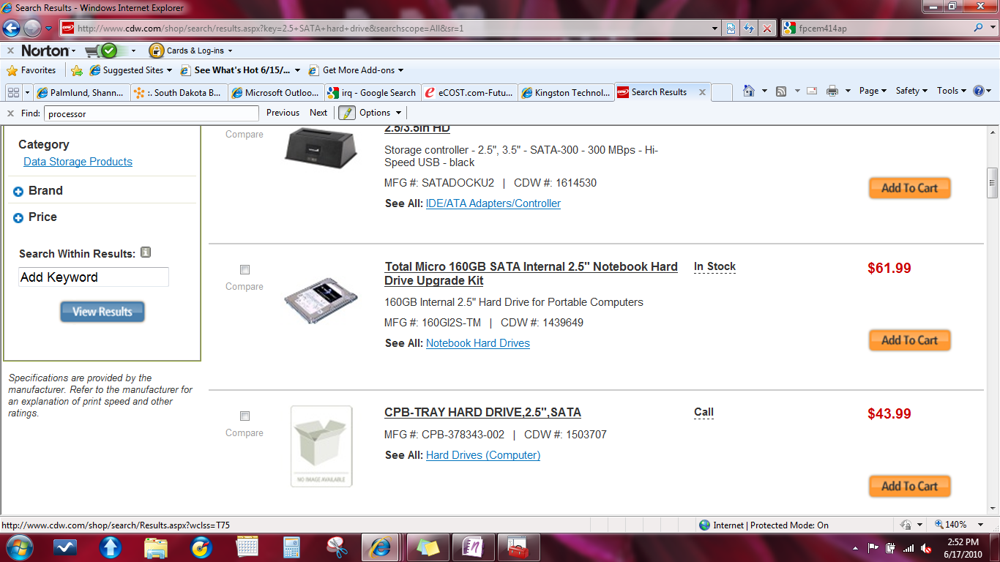 Search Results - Windows Internet Explorer
http://www.cdw.com/shop/search/results.aspx?key=2.5+SATA+hard+drive&searchscope=All&sr=1
fpcem414ap
x Norton Cards & Log-ins
Favorites Suggested Sites See What's Hot 6/15/... Get More Add-ons
Palmlund, Shann... :. South Dakota B... Microsoft Outloo... irq - Google Search eCOST.com-Futu... Kingston Technol... Search Results Page Safety Tools
x Find: processor Previous Next Options
Category
Data Storage Products
Brand
Price
Search Within Results:
Add Keyword
View Results
Specifications are provided by the
manufacturer. Refer to the manufacturer for
an explanation of print speed and other
ratings.
Compare
2.5/3.5in HD
Storage controller - 2.5", 3.5" - SATA-300 - 300 MBps - Hi-
Speed USB - black
MFG #: SATADOCKU2 | CDW #: 1614530
See All: IDE/ATA Adapters/Controller
Add To Cart
Compare
Total Micro 160GB SATA Internal 2.5" Notebook Hard
Drive Upgrade Kit
160GB Internal 2.5" Hard Drive for Portable Computers
MFG #: 160GI2S-TM | CDW #: 1439649
See All: Notebook Hard Drives
In Stock
$61.99
Add To Cart
Compare
NO IMAGE AVAILABLE
CPB-TRAY HARD DRIVE,2.5",SATA
MFG #: CPB-378343-002 | CDW #: 1503707
See All: Hard Drives (Computer)
Call
$43.99
Add To Cart
http://www.cdw.com/shop/search/Results.aspx?wclss=T75
Internet | Protected Mode: On
140%
2:52 PM
6/17/2010